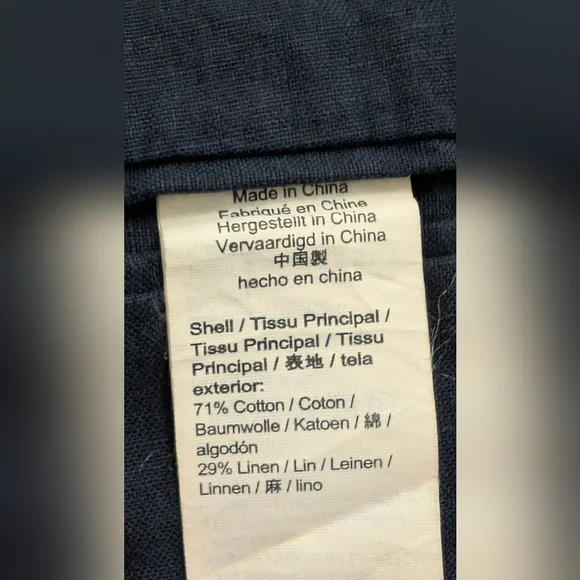 Made in China
Fabriqué en Chine
Hergestellt in China
Vervaardigd in China
中国製
hecho en china
Shell / Tissu Principal /
Tissu Principal / Tissu
Principal / 表地 / tela
exterior:
71% Cotton / Coton /
Baumwolle / Katoen / 綿 /
algodón
29% Linen / Lin / Leinen /
Linnen / 麻 / lino